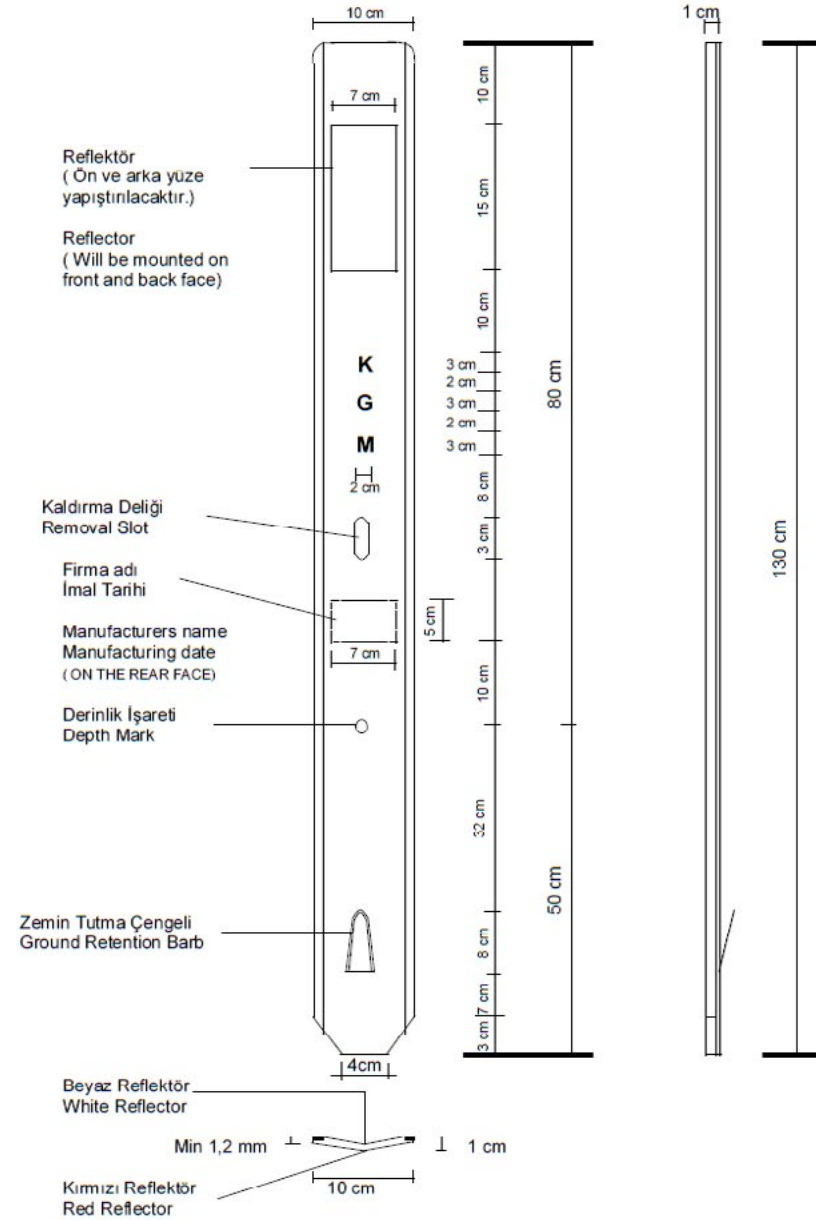 10 cm
1 cm
7 cm
10 cm
Reflektör
( Ön ve arka yüze
yapıştırılacaktır.)
15 cm
Reflector
( Will be mounted on
front and back face)
10 cm
K
G
M
3 cm
2 cm
3 cm
2 cm
3 cm
80 cm
2 cm
8 cm
Kaldırma Deliği
Removal Slot
3 cm
130 cm
Firma adı
İmal Tarihi
Manufacturers name
Manufacturing date
( ON THE REAR FACE)
5 cm
7 cm
10 cm
Derinlik İşareti
Depth Mark
32 cm
50 cm
Zemin Tutma Çengeli
Ground Retention Barb
8 cm
7 cm
3 cm
4cm
Beyaz Reflektör
White Reflector
Min 1,2 mm
1 cm
10 cm
Kırmızı Reflektör
Red Reflector